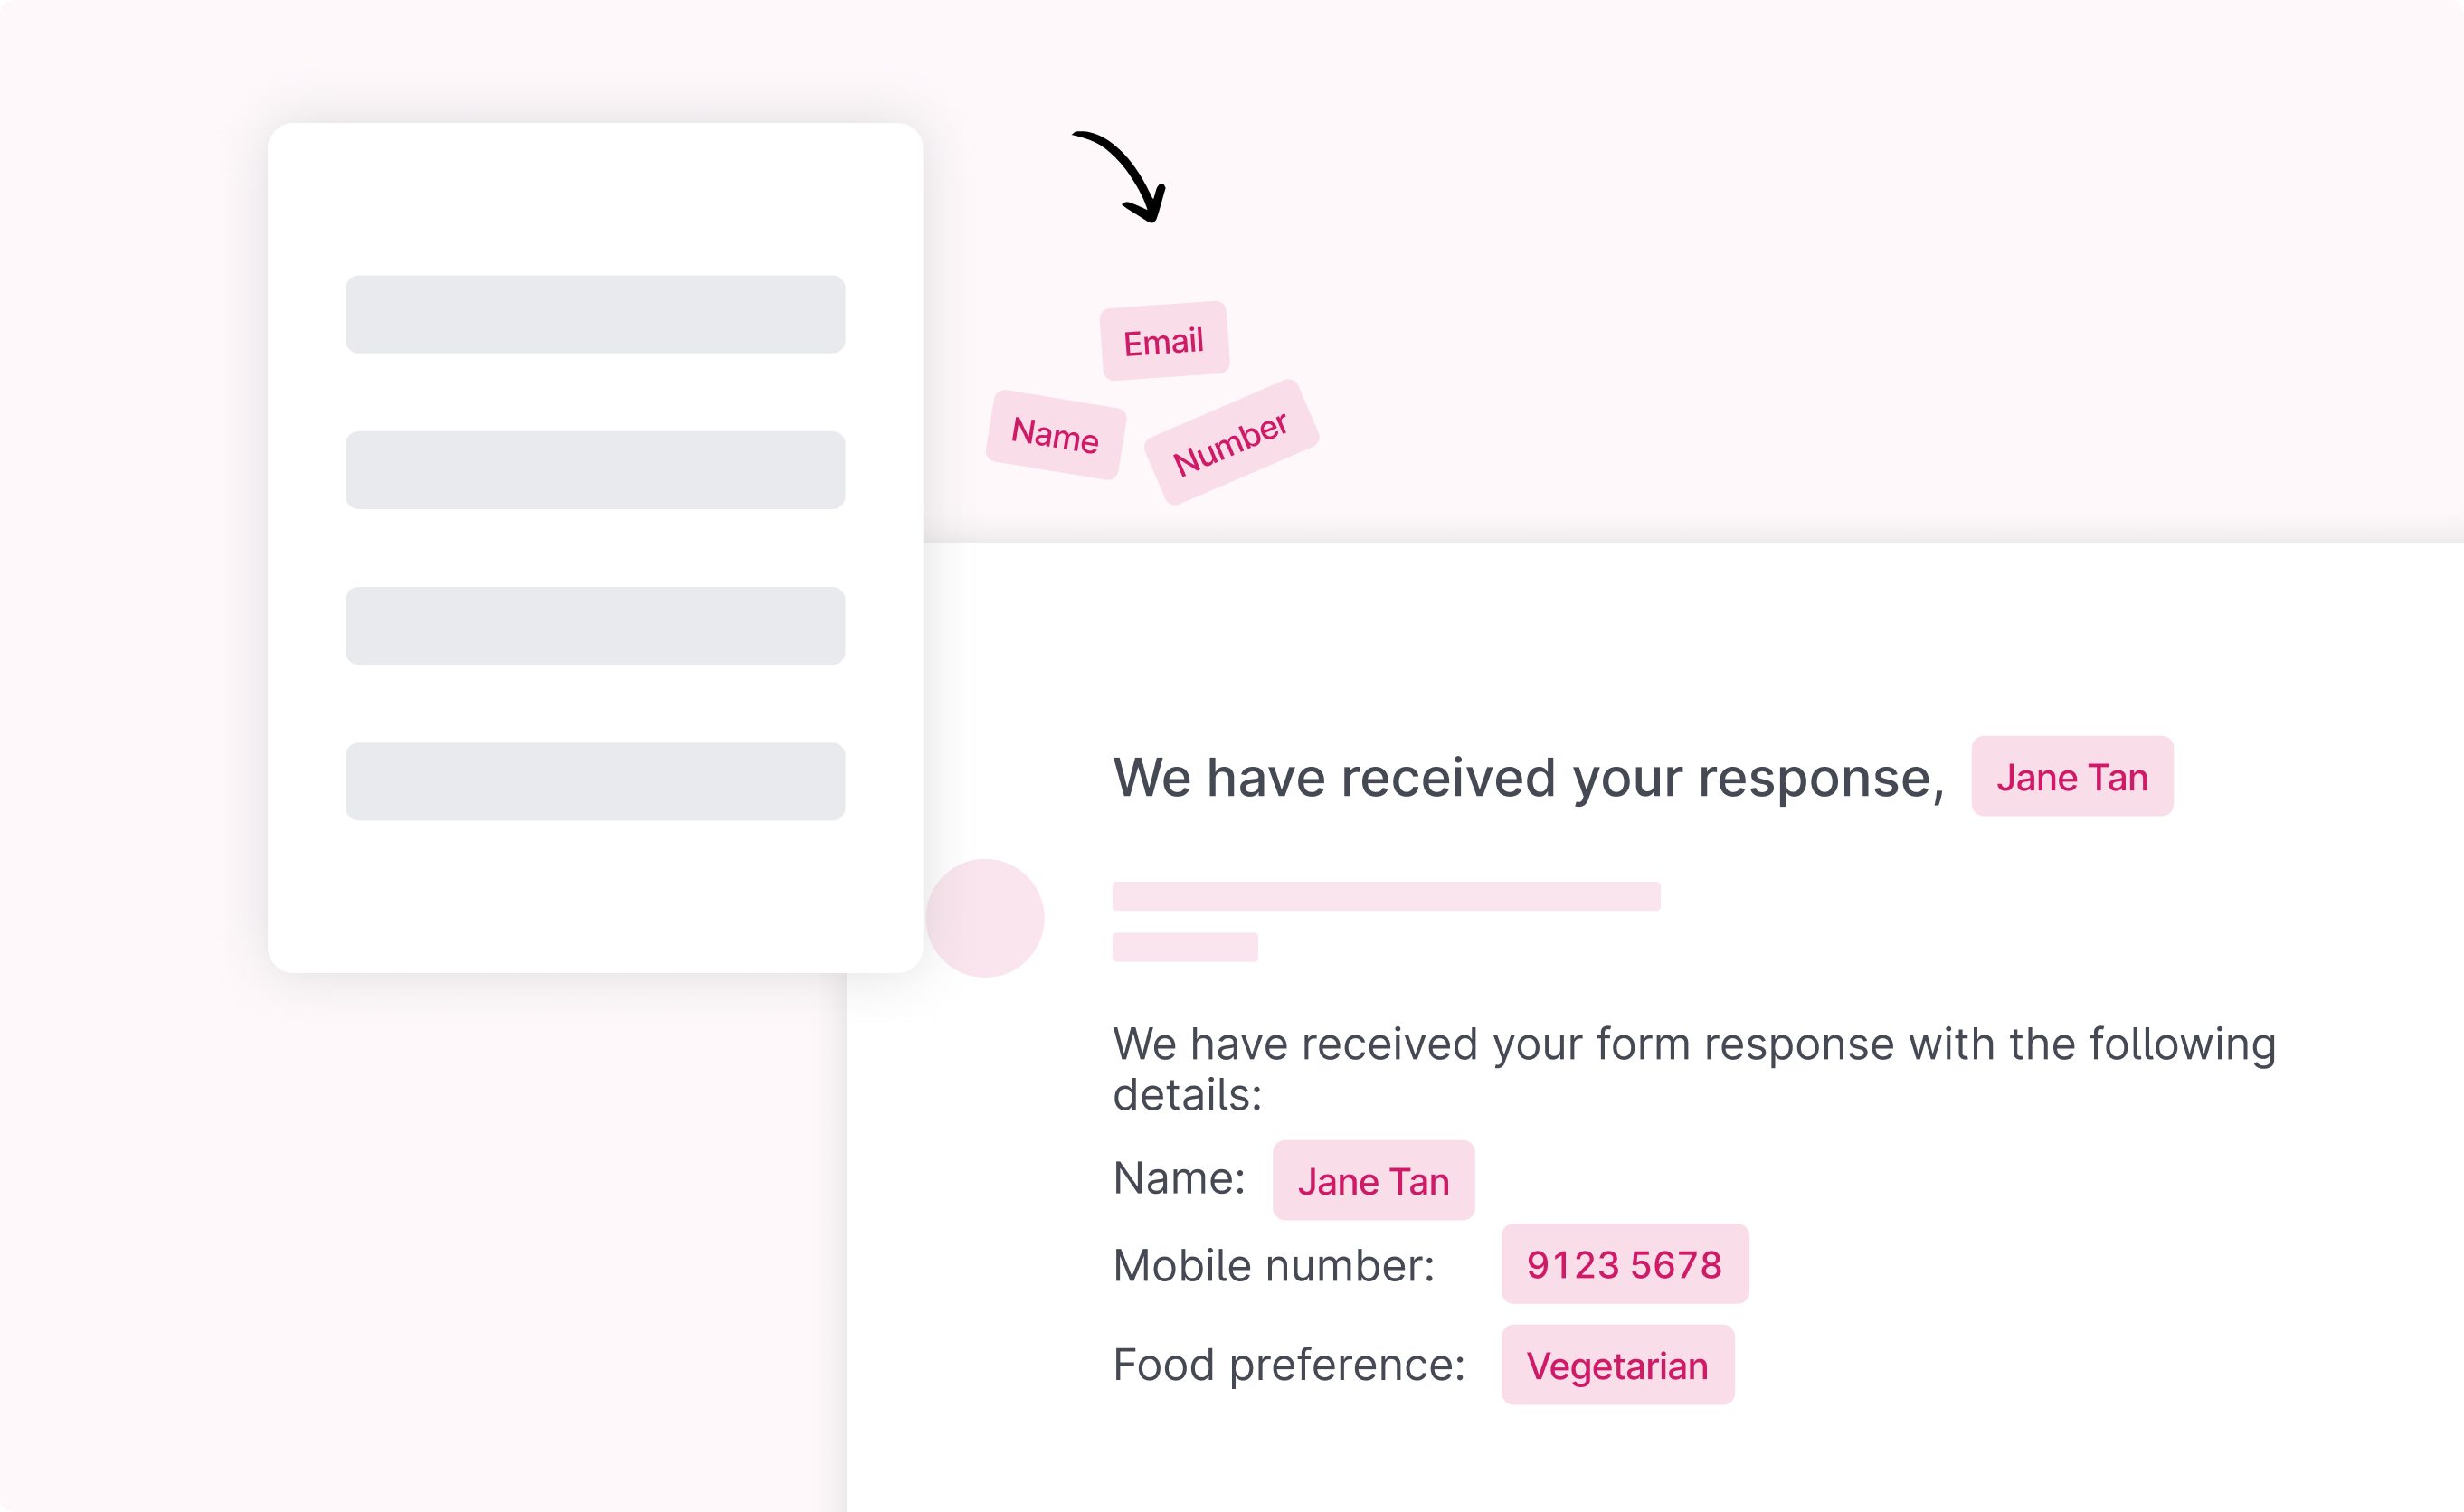 Email
Name
Number
We have received your response, Jane Tan
We have received your form response with the following
details:
Name: Jane Tan
Mobile number: 9123 5678
Food preference: Vegetarian